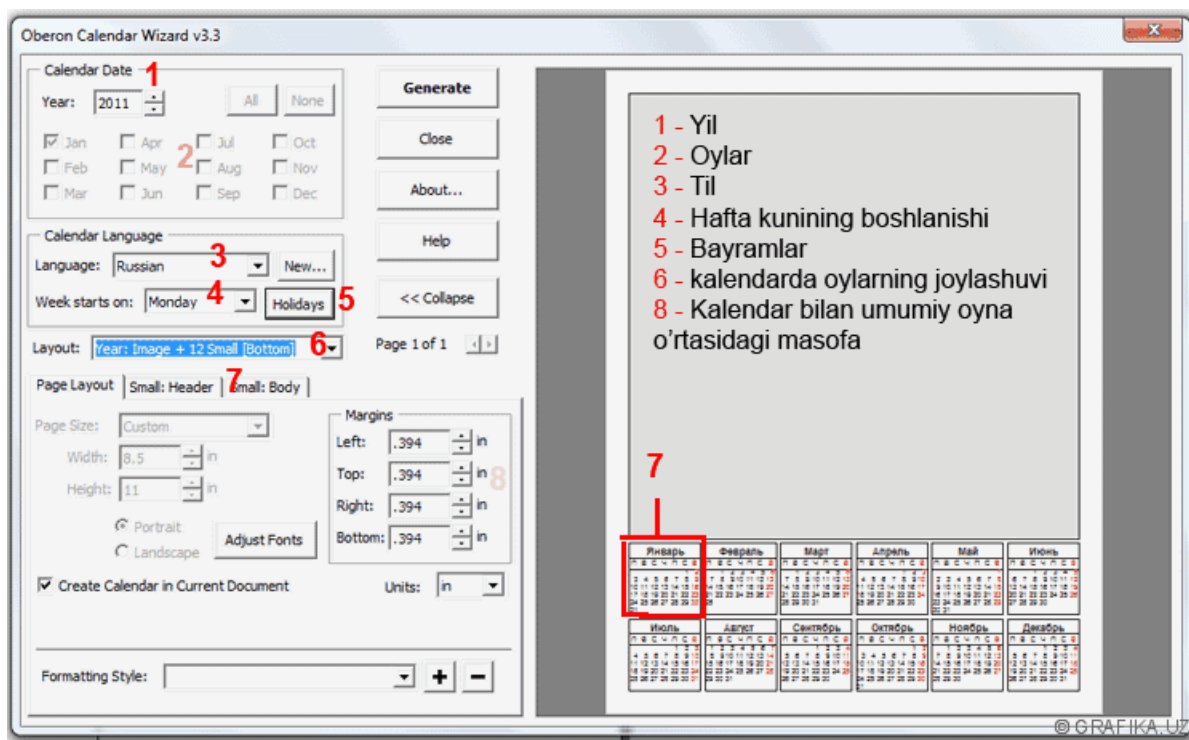 Oberon Calendar Wizard v3.3
Calendar Date
1
Year: 2011
All None
Jan Apr Jul Oct
2
Feb May Aug Nov
Mar Jun Sep Dec
Calendar Language
3
Language: Russian New...
4
Week starts on: Monday Holidays 5
Layout: Year: Image + 12 Small [Bottom] 6
7
Page Layout Small: Header Small: Body
Page Size: Custom
Width: 8.5 in
Height: 11 in
Portrait
Landscape
Adjust Fonts
Margins
Left: .394 in
Top: .394 in
8
Right: .394 in
Bottom: .394 in
Create Calendar in Current Document
Units: in
Formatting Style:
+ −
Generate
Close
About...
Help
<< Collapse
Page 1 of 1
1 - Yil
2 - Oylar
3 - Til
4 - Hafta kunining boshlanishi
5 - Bayramlar
6 - kalendarda oylarning joylashuvi
8 - Kalendar bilan umumiy oyna
o’rtasidagi masofa
7
Январь Февраль Март Апрель Май Июнь
Июль Август Сентябрь Октябрь Ноябрь Декабрь
© GRAFIKA.UZ